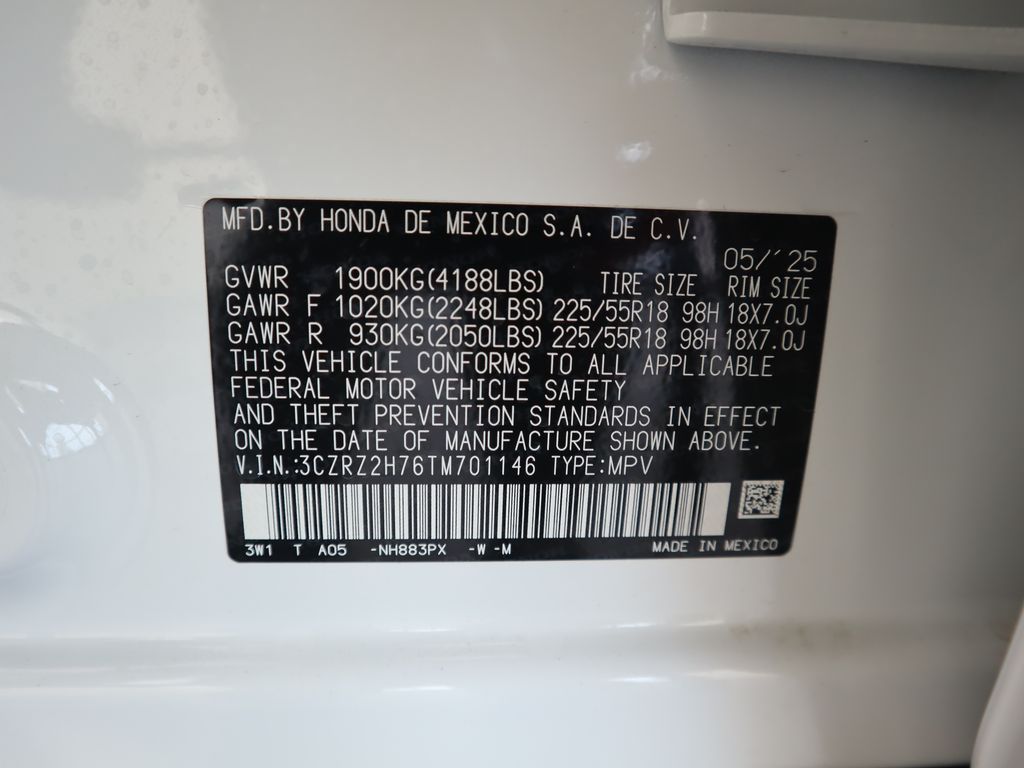 MFD.BY HONDA DE MEXICO S.A. DE C.V.
05/'25
GVWR 1900KG(4188LBS) TIRE SIZE RIM SIZE
GAWR F 1020KG(2248LBS) 225/55R18 98H 18X7.0J
GAWR R 930KG(2050LBS) 225/55R18 98H 18X7.0J
THIS VEHICLE CONFORMS TO ALL APPLICABLE
FEDERAL MOTOR VEHICLE SAFETY
AND THEFT PREVENTION STANDARDS IN EFFECT
ON THE DATE OF MANUFACTURE SHOWN ABOVE.
V.I.N.:3CZRZ2H76TM701146 TYPE:MPV
3W1 T A05 -NH883PX -W -M MADE IN MEXICO